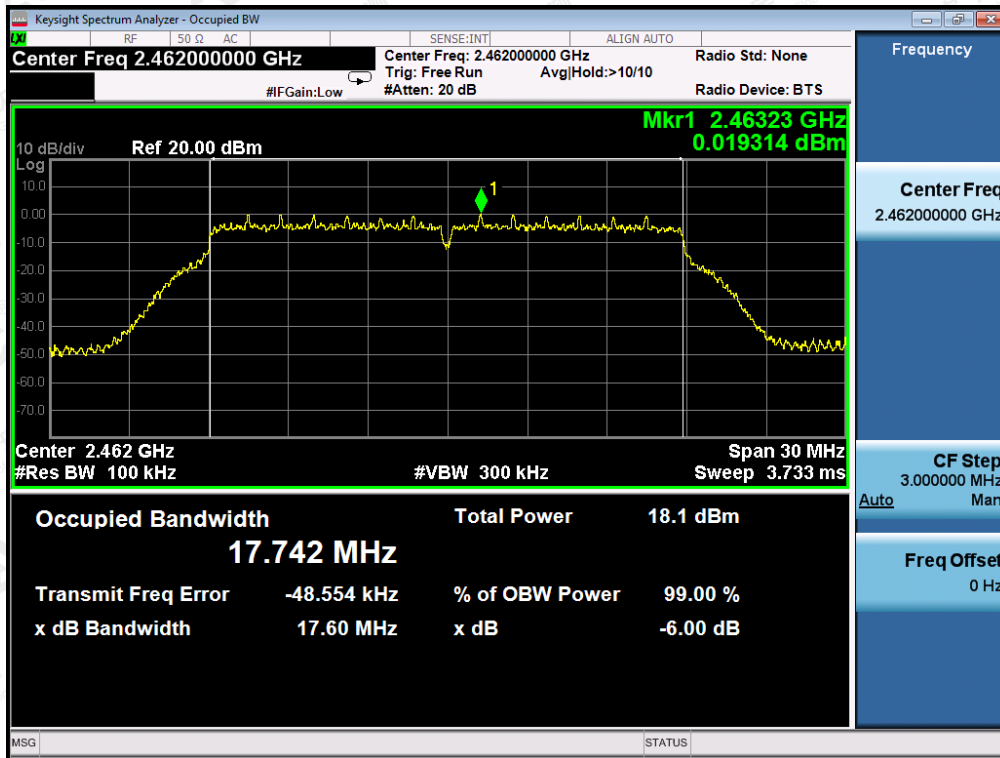 Keysight Spectrum Analyzer - Occupied BW
LXI
RF
50 Ω
AC
SENSE:INT
ALIGN AUTO
Center Freq 2.462000000 GHz
Center Freq: 2.462000000 GHz
Radio Std: None
Trig: Free Run
Avg|Hold:>10/10
#IFGain:Low
#Atten: 20 dB
Radio Device: BTS
Mkr1 2.46323 GHz
0.019314 dBm
10 dB/div
Ref 20.00 dBm
Log
10.0
0.00
-10.0
-20.0
-30.0
-40.0
-50.0
-60.0
-70.0
1
Center 2.462 GHz
Span 30 MHz
#Res BW 100 kHz
#VBW 300 kHz
Sweep 3.733 ms
Occupied Bandwidth
17.742 MHz
Total Power
18.1 dBm
Transmit Freq Error
-48.554 kHz
% of OBW Power
99.00 %
x dB Bandwidth
17.60 MHz
x dB
-6.00 dB
MSG
STATUS
Frequency
Center Freq
2.462000000 GHz
CF Step
3.000000 MHz
Auto
Man
Freq Offset
0 Hz